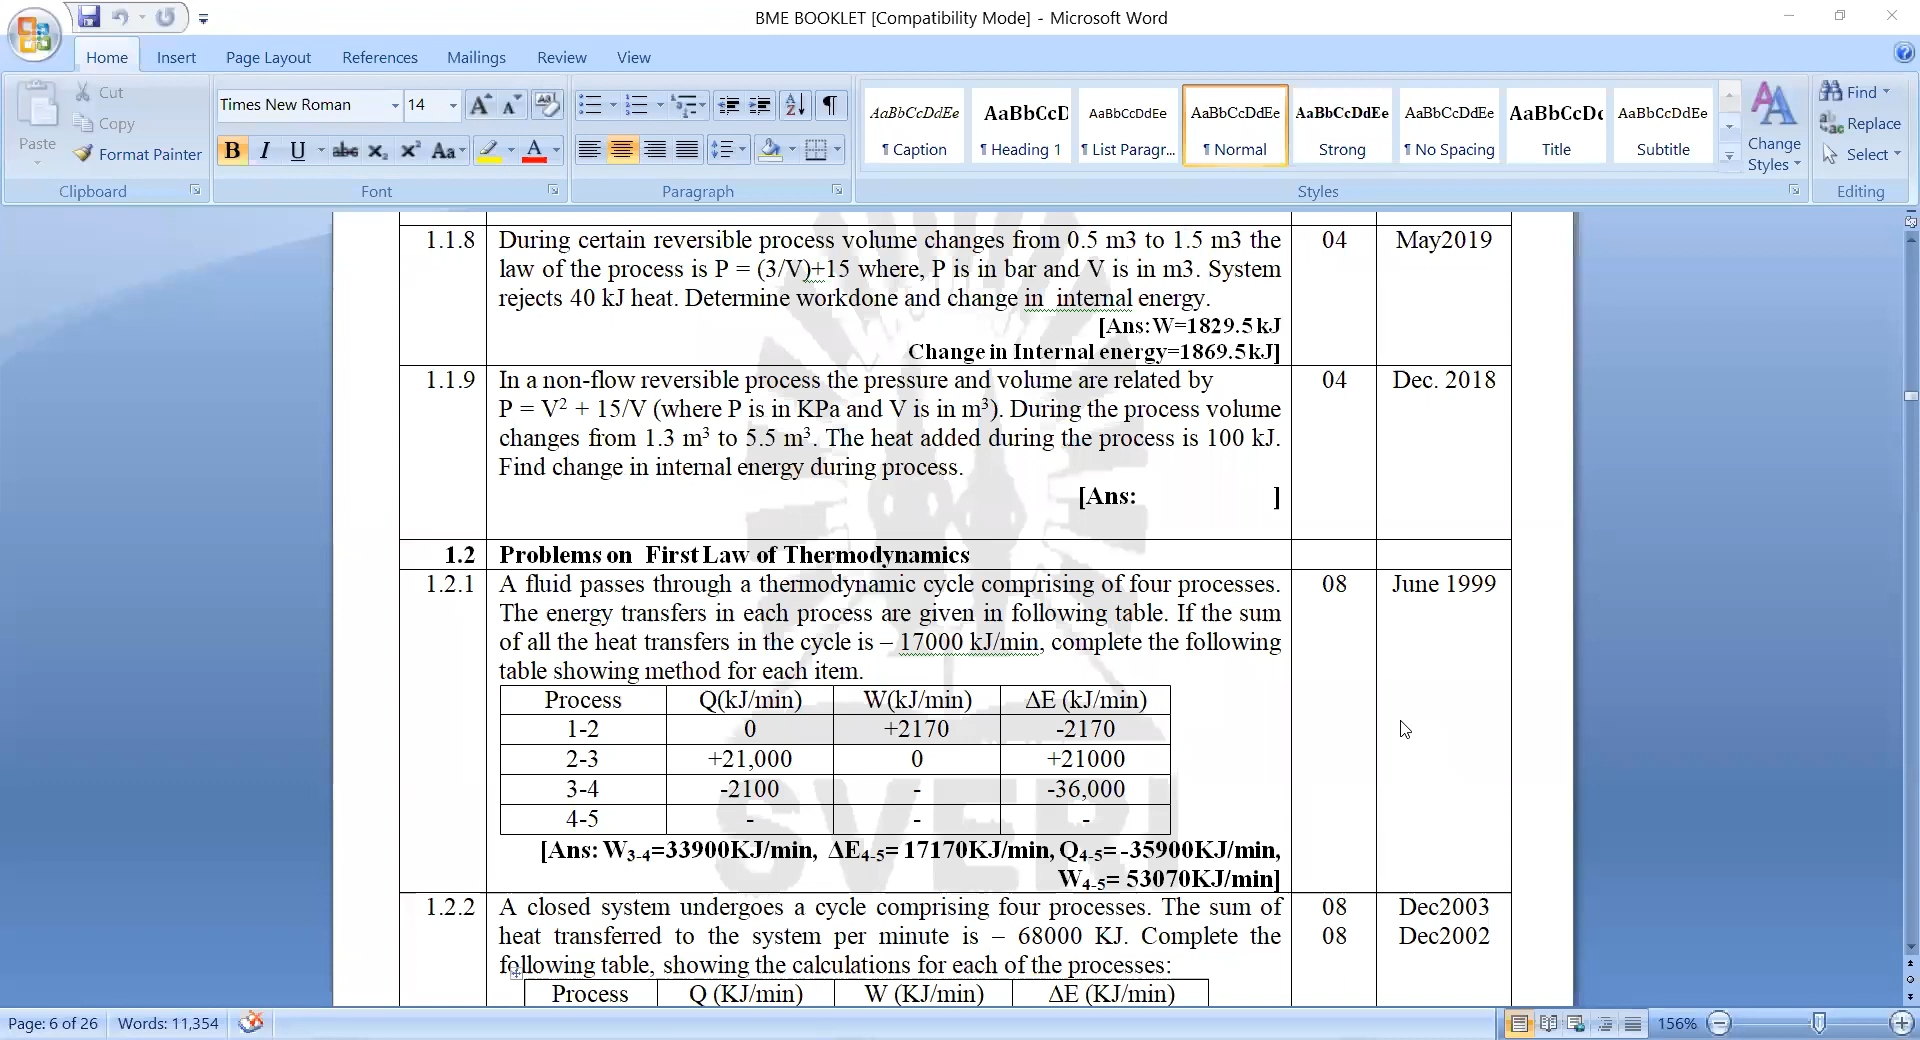 BME BOOKLET [Compatibility Mode] - Microsoft Word
Home Insert Page Layout References Mailings Review View
Paste
Cut
Copy
Format Painter
Clipboard
Times New Roman 14
B I U abc X₂ X² Aa A
Font
Paragraph
AaBbCcDdEe AaBbCcD AaBbCcDdEe AaBbCcDdEe AaBbCcDdEe AaBbCcDdEe AaBbCcDc AaBbCcDdEe
¶ Caption ¶ Heading 1 ¶ List Paragr... ¶ Normal Strong ¶ No Spacing Title Subtitle
Change Styles
Styles
Find
Replace
Select
Editing
1.1.8 During certain reversible process volume changes from 0.5 m3 to 1.5 m3 the 04 May2019
law of the process is P = (3/V)+15 where, P is in bar and V is in m3. System
rejects 40 kJ heat. Determine workdone and change in internal energy.
[Ans: W=1829.5 kJ
Change in Internal energy=1869.5kJ]
1.1.9 In a non-flow reversible process the pressure and volume are related by 04 Dec. 2018
P = V² + 15/V (where P is in KPa and V is in m³). During the process volume
changes from 1.3 m³ to 5.5 m³. The heat added during the process is 100 kJ.
Find change in internal energy during process.
[Ans: ]
1.2 Problems on First Law of Thermodynamics
1.2.1 A fluid passes through a thermodynamic cycle comprising of four processes. 08 June 1999
The energy transfers in each process are given in following table. If the sum
of all the heat transfers in the cycle is – 17000 kJ/min, complete the following
table showing method for each item.
Process Q(kJ/min) W(kJ/min) ΔE (kJ/min)
1-2 0 +2170 -2170
2-3 +21,000 0 +21000
3-4 -2100 - -36,000
4-5 - - -
SVERI
[Ans: W₃₋₄=33900KJ/min, ΔE₄₋₅= 17170KJ/min, Q₄₋₅= -35900KJ/min,
W₄₋₅= 53070KJ/min]
1.2.2 A closed system undergoes a cycle comprising four processes. The sum of 08 Dec2003
heat transferred to the system per minute is – 68000 KJ. Complete the 08 Dec2002
following table, showing the calculations for each of the processes:
Process Q (KJ/min) W (KJ/min) ΔE (KJ/min)
Page: 6 of 26 Words: 11,354 156%